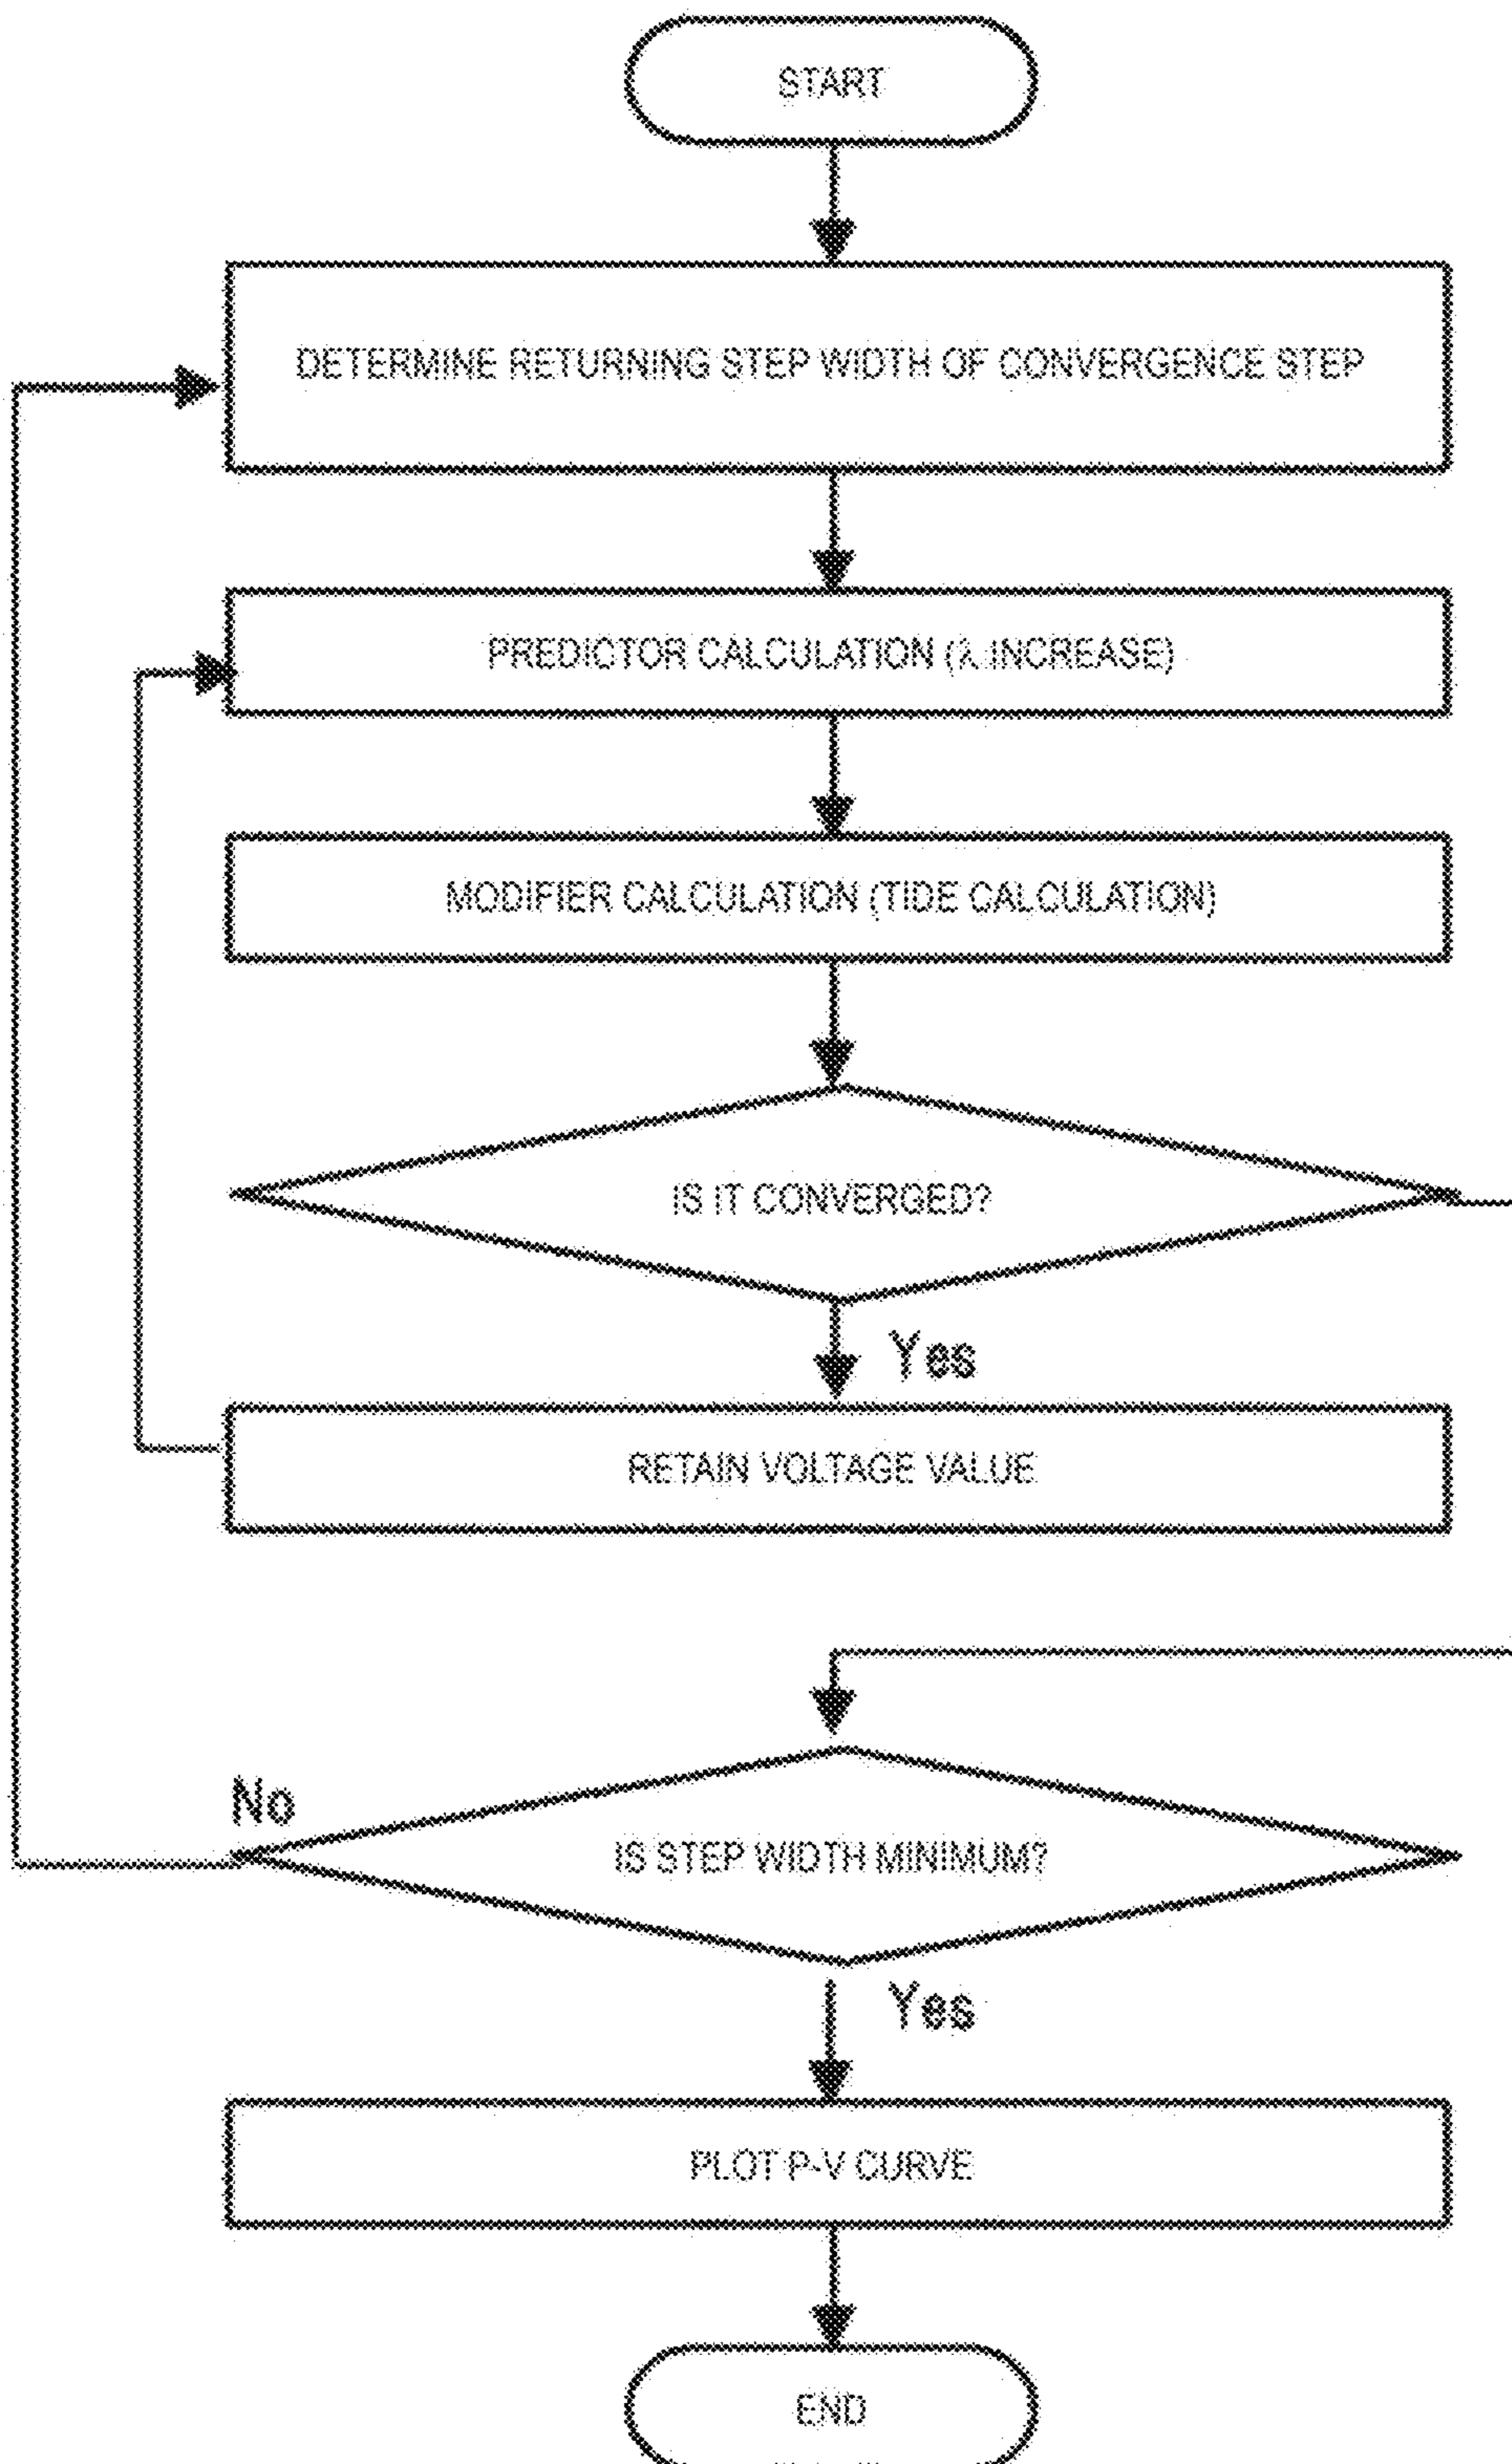 START
DETERMINE RETURNING STEP WIDTH OF CONVERGENCE STEP
PREDICTOR CALCULATION (λ :INCREASE)
MODIFIER CALCULATION (TIDE CALCULATION)
IS IT CONVERGED?
Yes
RETAIN VOLTAGE VALUE
No
IS STEP WIDTH MINIMUM?
Yes
PLOT P-V CURVE
END